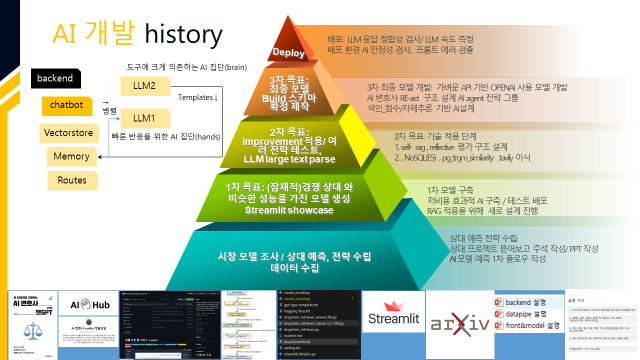 AI 개발 history
backend
chatbot
Vectorstore
Memory
Routes
→
병렬
도구에 크게 의존하는 AI 집단(brain)
LLM2
Templates↓
LLM1
빠른 반응을 위한 AI 집단(hands)
Deploy
배포: LLM 응답 정합성 검사/ LLM 속도 측정
배포 환경 AI 안정성 검사, 프롬트 에러 검출
3차 목표:
최종 모델
Build 스키마
확정 제작
3차 최종 모델 개발: 가벼운 API 기반 OPENAI 사용 모델 개발
AI 변호사 RE-act 구조 설계 AI agent 전략 그룹
색인, 점수/자체추론 기반 AI설계
2차 목표:
improvement 적용/ 여
러 전략 테스트,
LLM large text parse
2차 목표: 기술 적용 단계
1. self- rag , reflective 평가 구조 설계
2. , NoSQL(ES) , pg_trgm_similarity ,tavily 이식
1차 목표: (잠재적)경쟁 상대 와
비슷한 성능을 가진 모델 생성
Streamlit showcase
1차 모델 구축
저비용 효과적 AI 구축 / 테스트 배포
RAG 적용을 위해 새로 설계 진행
시장 모델 조사 / 상대 예측, 전략 수립
데이터 수집
상대 예측 전략 수립:
상대 프로젝트 뜯어보고 주석 작성/ PPT 작성
AI 모델 예측 1차 플로우 작성
AI 변호사
챗GPT
AI Hub
requirements.txt
Streamlit
arXiv
backend 설명
datapipe 설명
front&model 설명